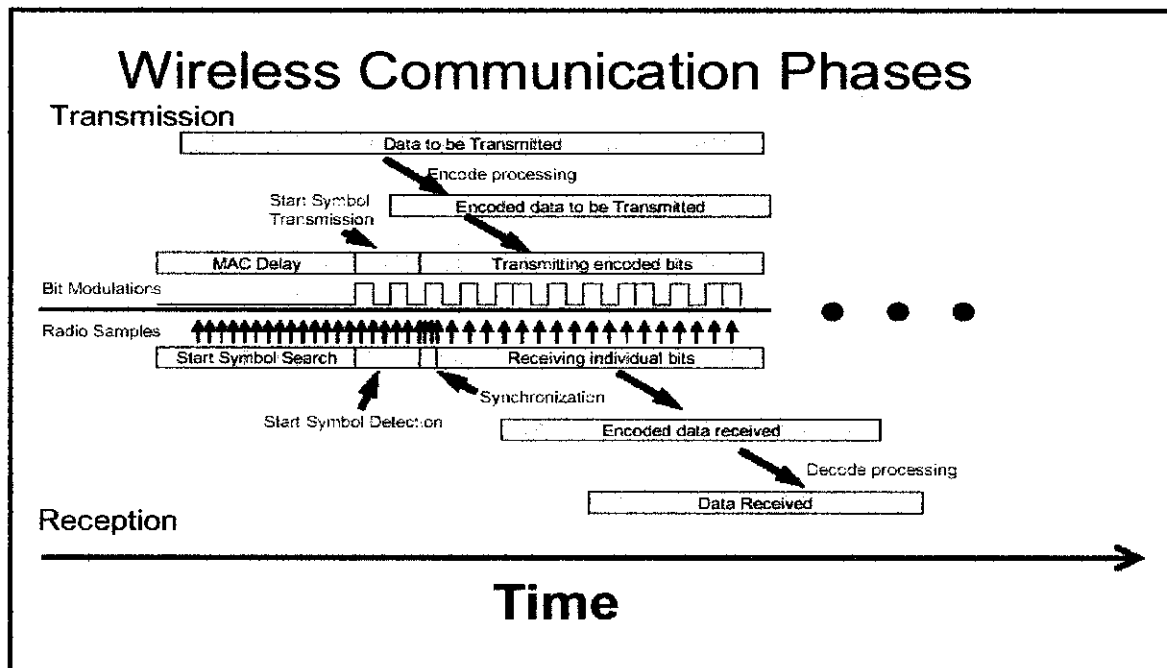 Wireless Communication Phases
Transmission
Data to be Transmitted
Encode processing
Start Symbol
Transmission
Encoded data to be Transmitted
MAC Delay
Transmitting encoded bits
Bit Modulations
Radio Samples
Start Symbol Search
Receiving individual bits
Synchronization
Start Symbol Detection
Encoded data received
Decode processing
Data Received
Reception
Time